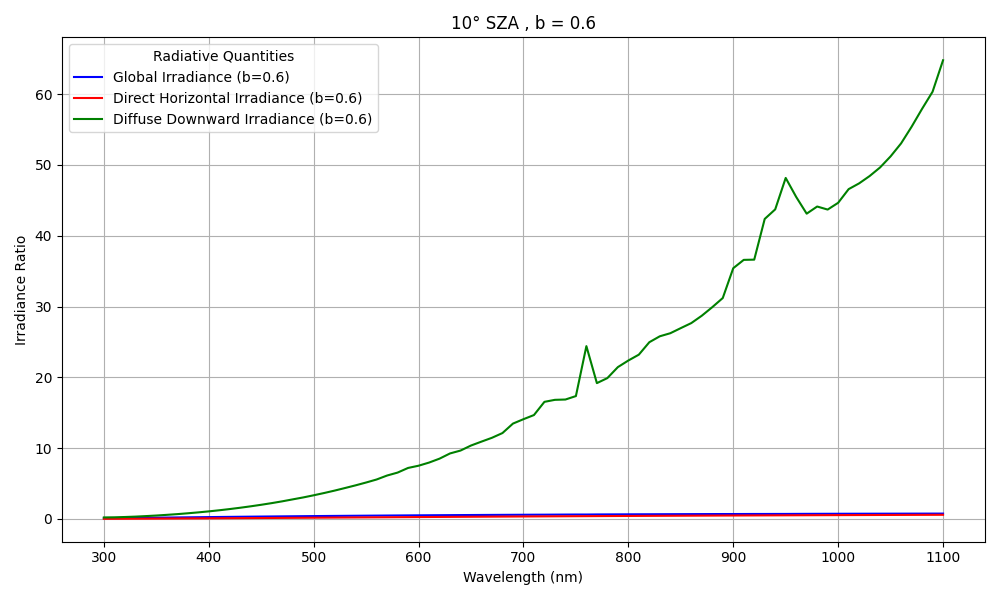 10° SZA , b = 0.6
Radiative Quantities
Global Irradiance (b=0.6)
Direct Horizontal Irradiance (b=0.6)
Diffuse Downward Irradiance (b=0.6)
Irradiance Ratio
60
50
40
30
20
10
0
300 400 500 600 700 800 900 1000 1100
Wavelength (nm)